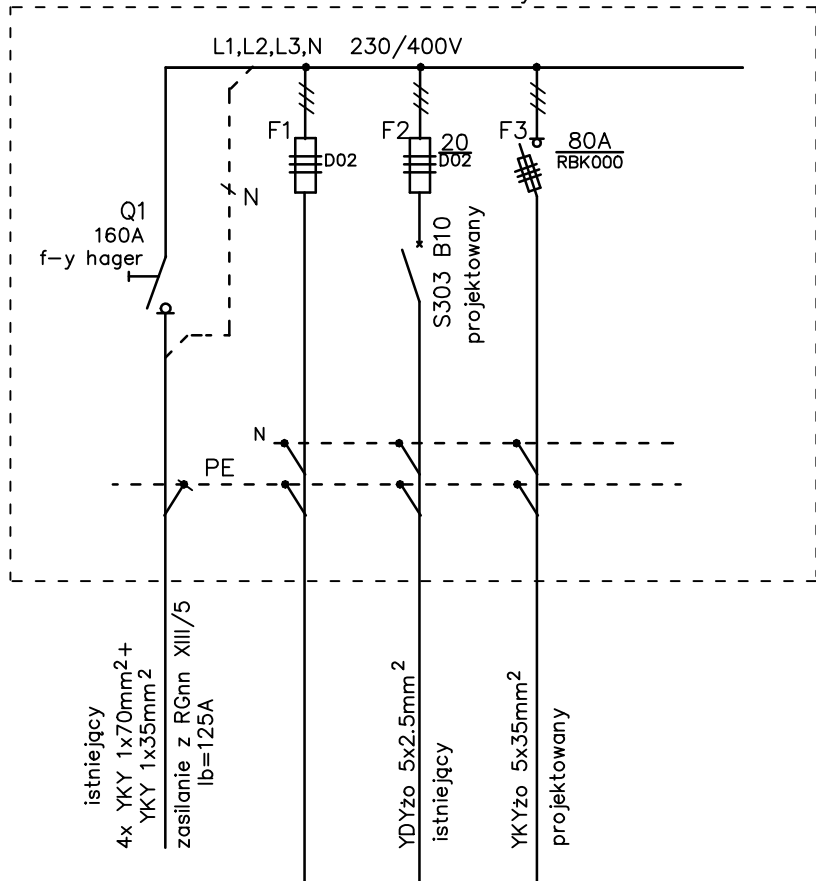 L1,L2,L3,N 230/400V
F1
D02
F2
20
D02
F3
80A
RBK000
N
Q1
160A
f-y hager
S303 B10
projektowany
N
PE
istniejący
4x YKY 1x70mm²+
YKY 1x35mm²
zasilanie z RGnn XIII/5
Ib=125A
YDYżo 5x2.5mm²
istniejący
YKYżo 5x35mm²
projektowany